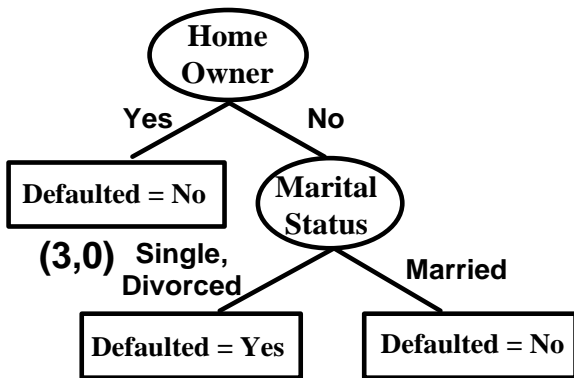 Home
Owner
Yes
No
Defaulted = No
Marital
Status
(3,0)
Single,
Divorced
Married
Defaulted = Yes
Defaulted = No